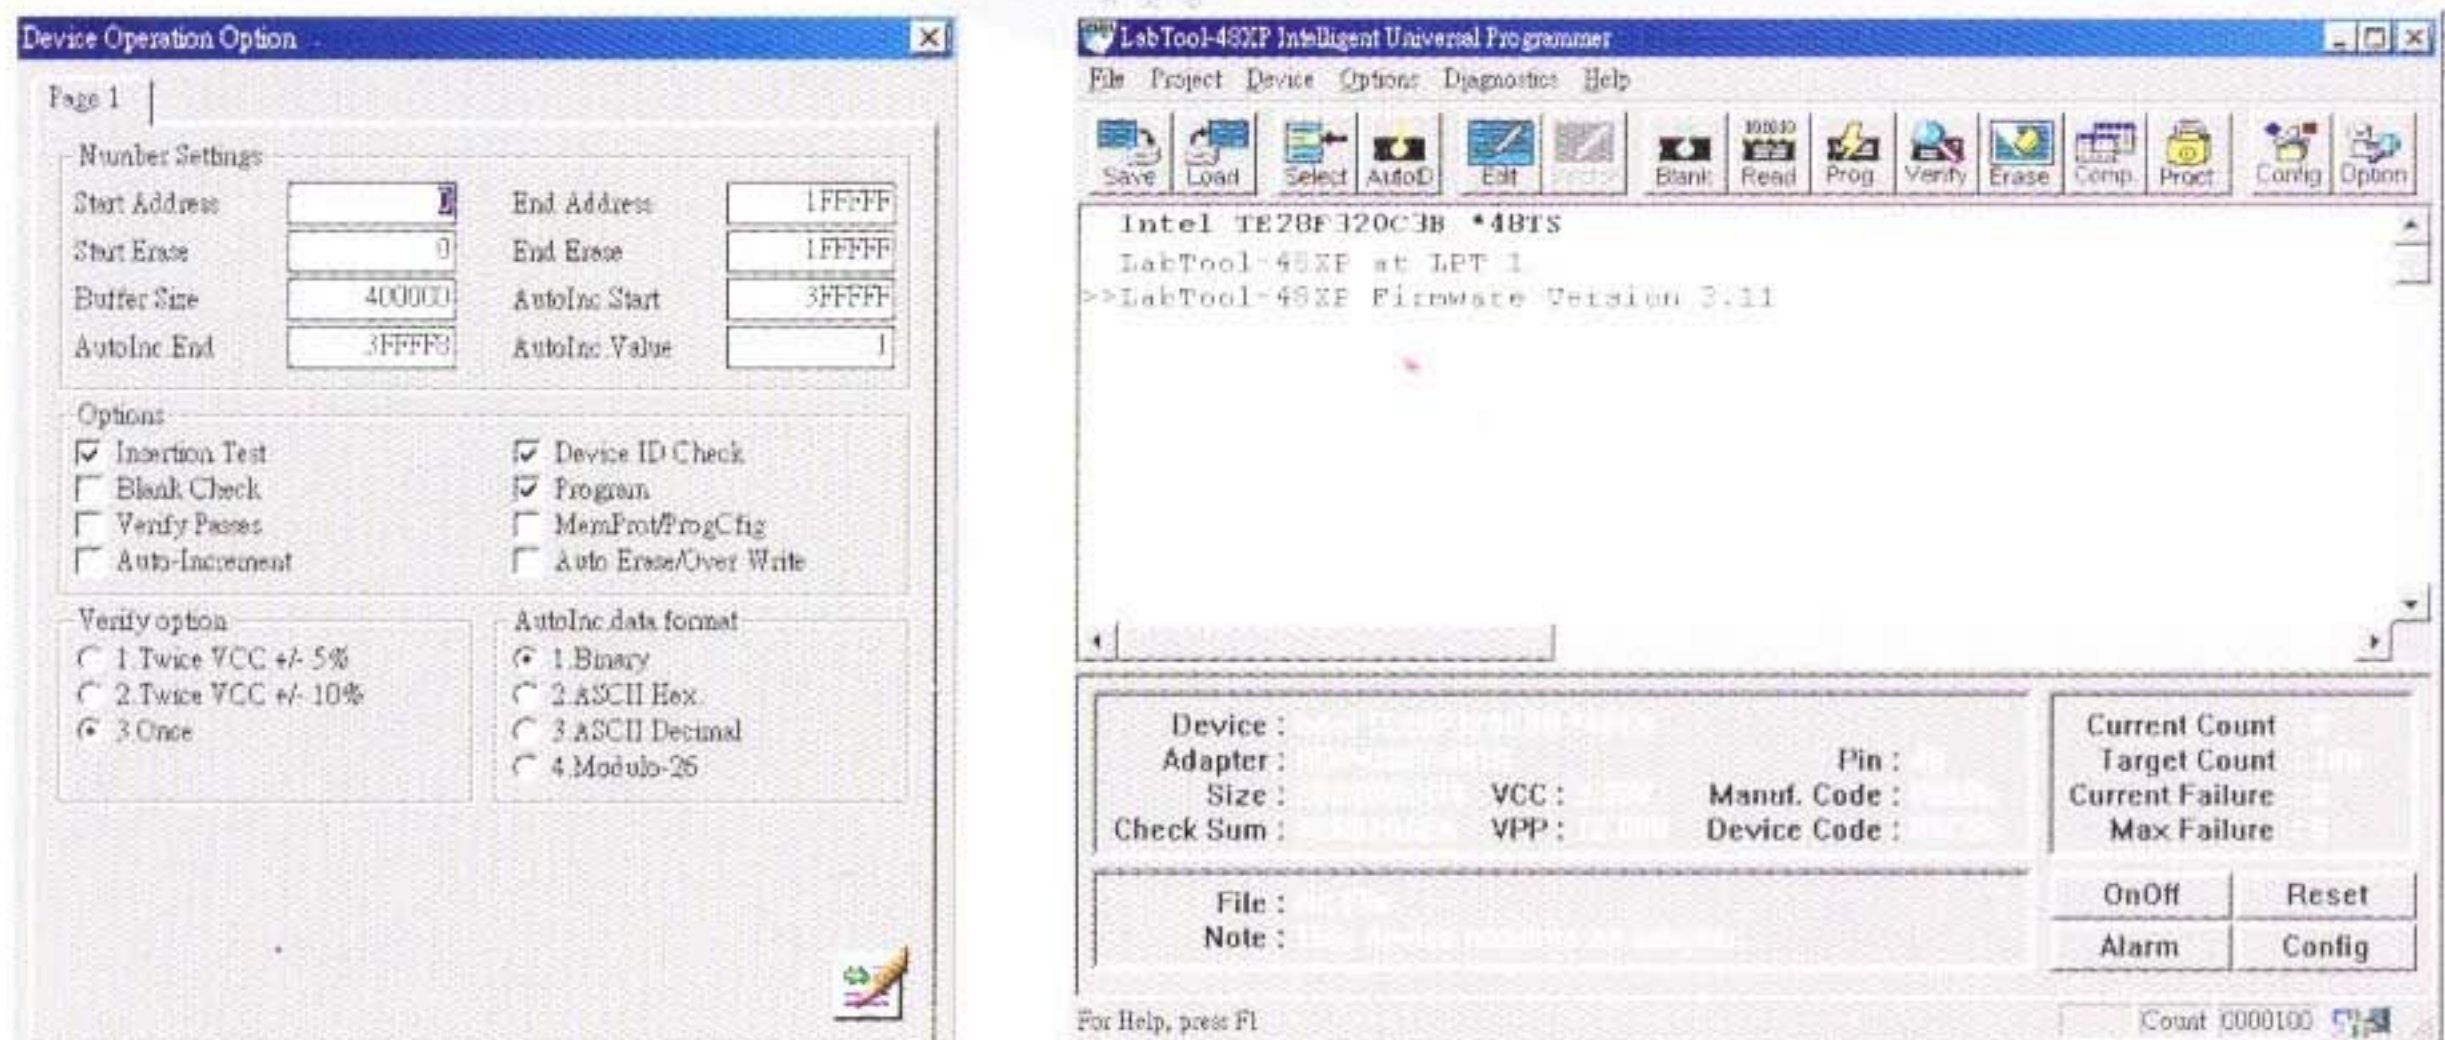 Device Operation Option
Page 1
Number Settings
Start Address
End Address 1FFFFF
Start Erase 0 End Erase 1FFFFF
Buffer Size 400000 AutoInc Start 3FFFFF
AutoInc.End 3FFFF8 AutoInc.Value 1
Options
Insertion Test Device ID Check
Blank Check Program
Verify Passes MemProt/ProgCfig
Auto-Increment Auto Erase/Over Write
Verify option AutoInc.data format
1.Twice VCC +/- 5% 1.Binary
2.Twice VCC +/- 10% 2.ASCII Hex.
3.Once 3.ASCII Decimal
4.Modulo-26
LabTool-48XP Intelligent Universal Programmer
File Project Device Options Diagnostics Help
Save Load Select AutoID Edit Blank Read Prog. Verify Erase Comp. Proct Config Option
Intel TE28F320C3B *48TS
LabTool-48XP at LPT 1
>>LabTool-48XP Firmware Version 3.11
Device :
Adapter : Pin :
Size : VCC : Manuf. Code :
Check Sum : VPP : Device Code :
Current Count
Target Count
Current Failure
Max Failure
File :
Note :
OnOff Reset
Alarm Config
For Help, press F1
Count 0000100